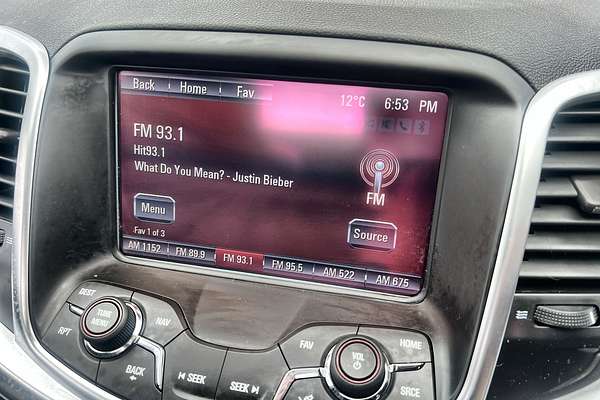 Back Home Fav
12°C 6:53 PM
FM 93.1
Hit93.1
What Do You Mean? - Justin Bieber
FM
Menu
Source
Fav 1 of 3
AM 1152 FM 89.9 FM 93.1 FM 95.5 AM 522 AM 675
DEST
RPT
TUNE
MENU
NAV
BACK
SEEK
SEEK
FAV
VOL
HOME
SRCE